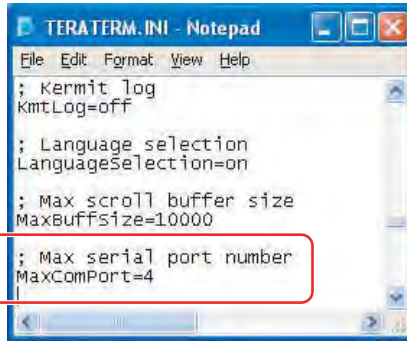 TERATERM.INI - Notepad
File Edit Format View Help
; Kermit log
KmtLog=off
; Language selection
LanguageSelection=on
; Max scroll buffer size
MaxBuffSize=10000
; Max serial port number
MaxComPort=4